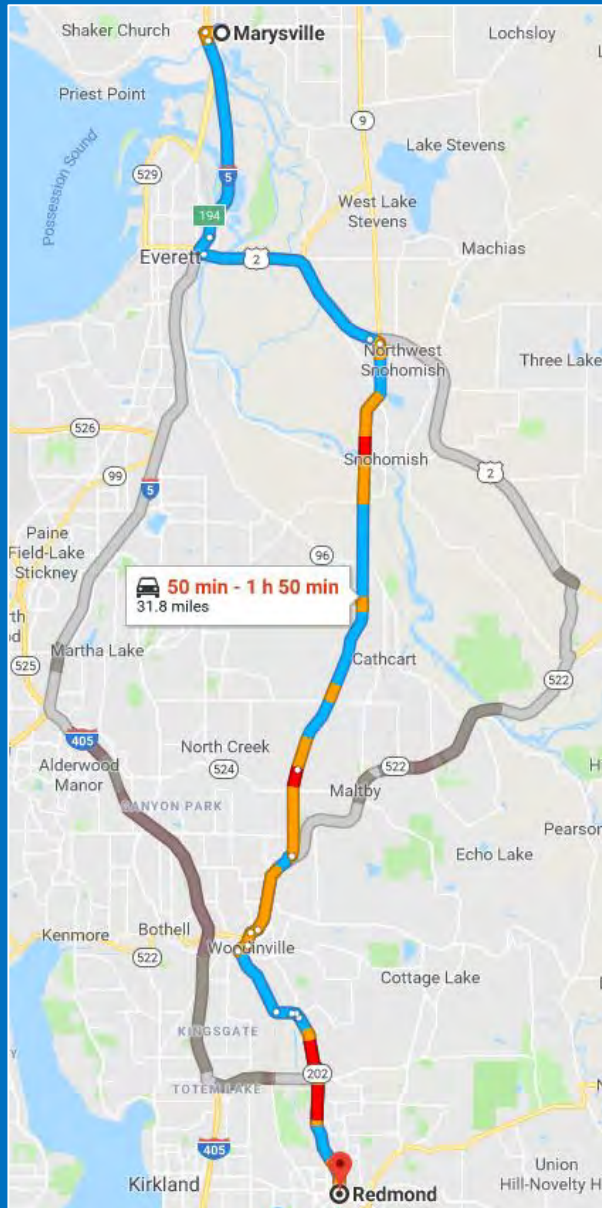 Shaker Church
Marysville
Lochsloy
Priest Point
9
Possession Sound
Lake Stevens
529
5
West Lake
Stevens
194
Everett
2
Machias
Northwest
Snohomish
Three Lake
526
Snohomish
99
2
5
Paine
Field-Lake
Stickney
96
50 min - 1 h 50 min
31.8 miles
525
Martha Lake
Cathcart
522
405
North Creek
Alderwood
Manor
524
522
Maltby
CANYON PARK
Pearson
Echo Lake
Bothell
Kenmore
522
Woodinville
Cottage Lake
KINGSGATE
202
TOTEM LAKE
405
Kirkland
Redmond
Union
Hill-Novelty H